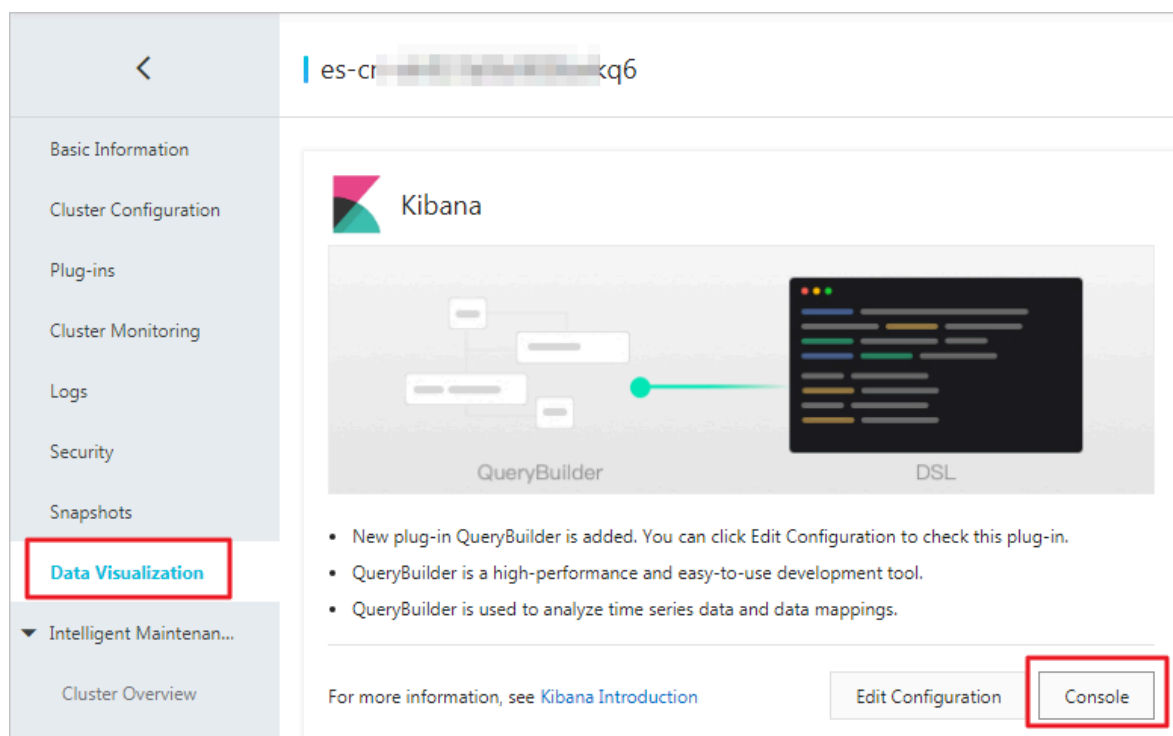 es-cn
kq6
Basic Information
Cluster Configuration
Plug-ins
Cluster Monitoring
Logs
Security
Snapshots
Data Visualization
Intelligent Maintenan...
Cluster Overview
Kibana
QueryBuilder
DSL
• New plug-in QueryBuilder is added. You can click Edit Configuration to check this plug-in.
• QueryBuilder is a high-performance and easy-to-use development tool.
• QueryBuilder is used to analyze time series data and data mappings.
For more information, see Kibana Introduction
Edit Configuration
Console